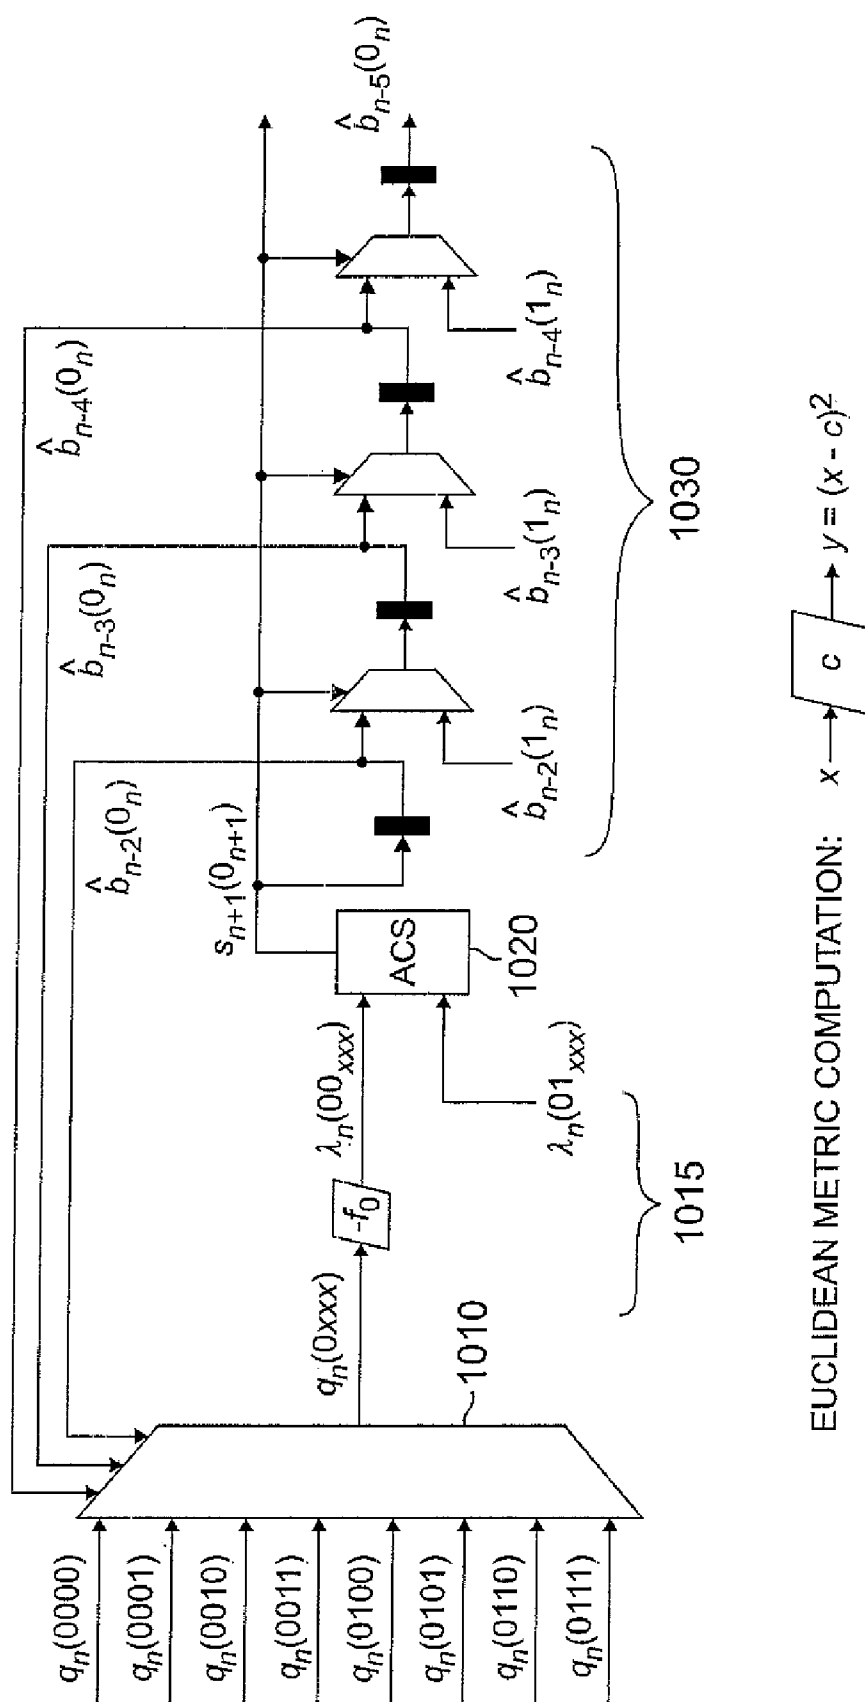 qₙ(0000)
qₙ(0001)
qₙ(0010)
qₙ(0011)
qₙ(0100)
qₙ(0101)
qₙ(0110)
qₙ(0111)
1010
qₙ(0xxx)
-f₀
λₙ(00ₓₓₓ)
λₙ(01ₓₓₓ)
1015
ACS
1020
sₙ₊₁(0ₙ₊₁)
b̂ₙ₋₂(0ₙ)
b̂ₙ₋₃(0ₙ)
b̂ₙ₋₄(0ₙ)
b̂ₙ₋₅(0ₙ)
b̂ₙ₋₂(1ₙ)
b̂ₙ₋₃(1ₙ)
b̂ₙ₋₄(1ₙ)
1030
EUCLIDEAN METRIC COMPUTATION: x c y = (x - c)²